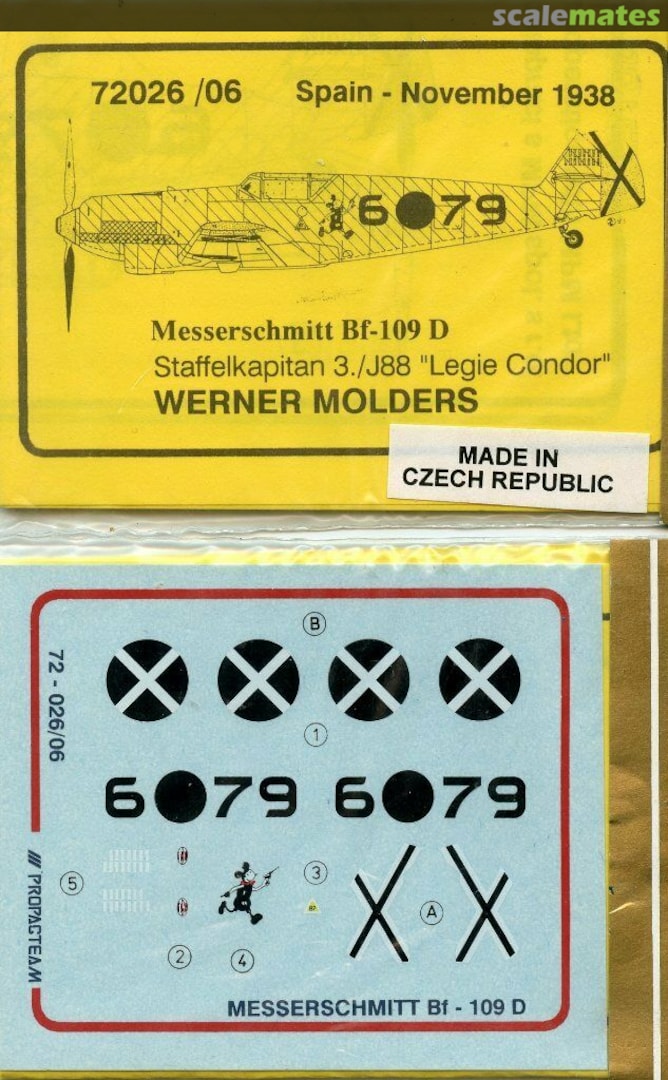 scalemates
72026 /06 Spain - November 1938
6 79
Messerschmitt Bf-109 D
Staffelkapitan 3./J88 "Legie Condor"
WERNER MOLDERS
MADE IN
CZECH REPUBLIC
72 - 026/06
B
1
6 79 6 79
5
3
A
2
4
PROPAGTEAM
MESSERSCHMITT Bf - 109 D